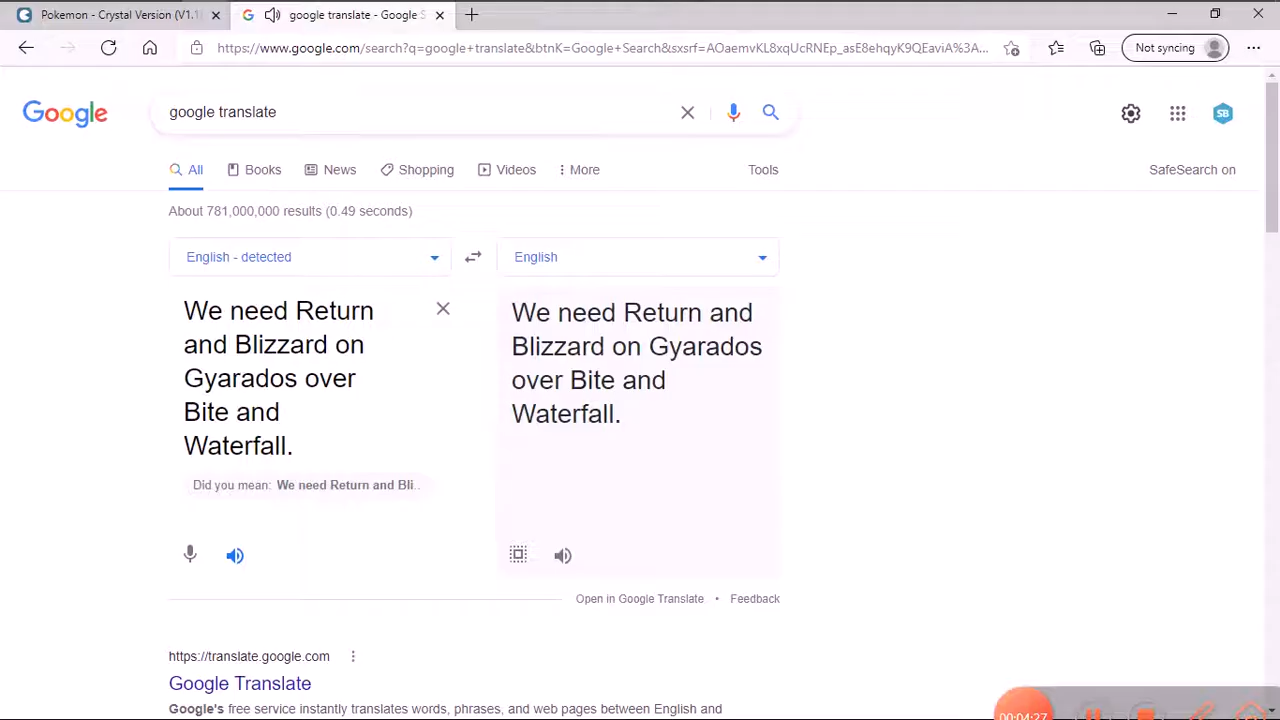 Pokemon - Crystal Version (V1.1
google translate - Google S
https://www.google.com/search?q=google+translate&btnK=Google+Search&sxsrf=AOaemvKL8xqUcRNEp_asE8ehqyK9QEaviA%3A...
Not syncing
Google
google translate
All
Books
News
Shopping
Videos
More
Tools
SafeSearch on
SB
About 781,000,000 results (0.49 seconds)
English - detected
English
We need Return
and Blizzard on
Gyarados over
Bite and
Waterfall.
Did you mean: We need Return and Bli..
We need Return and
Blizzard on Gyarados
over Bite and
Waterfall.
Open in Google Translate • Feedback
https://translate.google.com
Google Translate
Google's free service instantly translates words, phrases, and web pages between English and
00:04:27